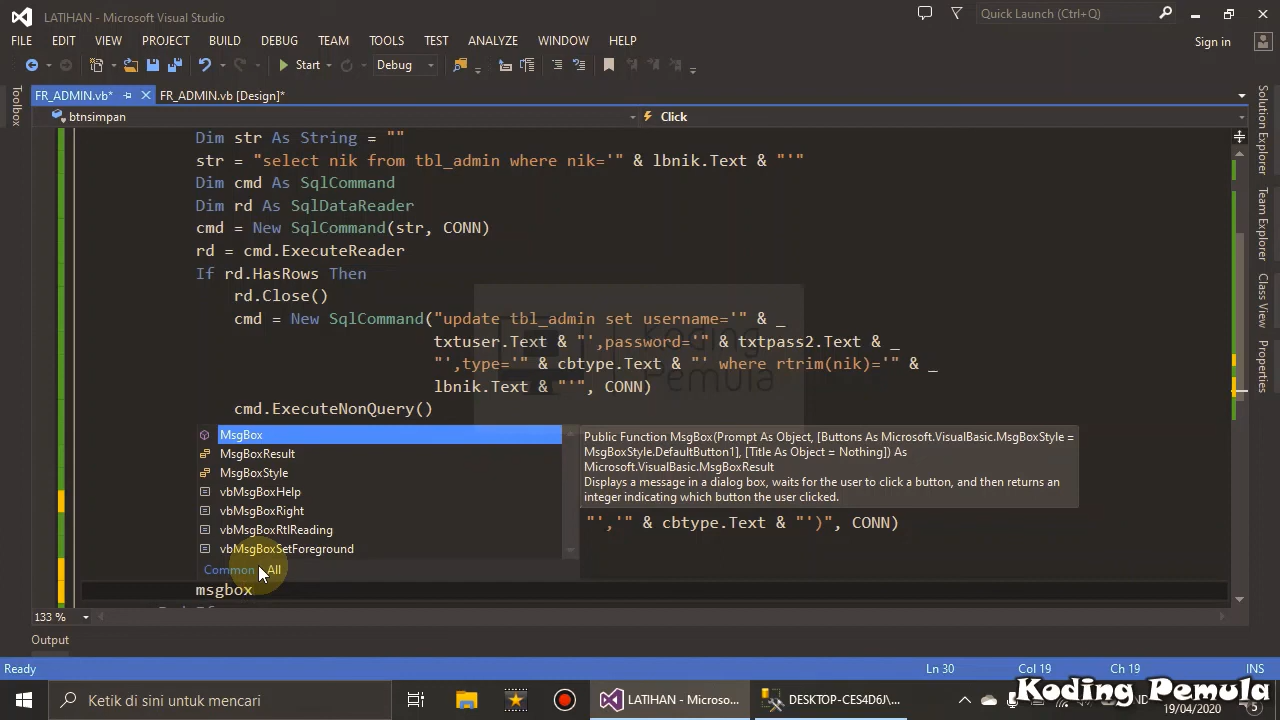 LATIHAN - Microsoft Visual Studio
Quick Launch (Ctrl+Q)
FILE EDIT VIEW PROJECT BUILD DEBUG TEAM TOOLS TEST ANALYZE WINDOW HELP
Sign in
Start
Debug
FR_ADMIN.vb*
FR_ADMIN.vb [Design]*
Toolbox
btnsimpan
Click
Dim str As String = ""
str = "select nik from tbl_admin where nik='" & lbnik.Text & "'"
Dim cmd As SqlCommand
Dim rd As SqlDataReader
cmd = New SqlCommand(str, CONN)
rd = cmd.ExecuteReader
If rd.HasRows Then
rd.Close()
cmd = New SqlCommand("update tbl_admin set username='" & _
txtuser.Text & "',password='" & txtpass2.Text & _
"',type='" & cbtype.Text & "' where rtrim(nik)='" & _
lbnik.Text & "'", CONN)
cmd.ExecuteNonQuery()
Koding
Pemula
MsgBox
MsgBoxResult
MsgBoxStyle
vbMsgBoxHelp
vbMsgBoxRight
vbMsgBoxRtlReading
vbMsgBoxSetForeground
Common All
Public Function MsgBox(Prompt As Object, [Buttons As Microsoft.VisualBasic.MsgBoxStyle =
MsgBoxStyle.DefaultButton1], [Title As Object = Nothing]) As
Microsoft.VisualBasic.MsgBoxResult
Displays a message in a dialog box, waits for the user to click a button, and then returns an
integer indicating which button the user clicked.
"','" & cbtype.Text & "')", CONN)
msgbox
Solution Explorer
Team Explorer
Class View
Properties
133 %
Output
Ready
Ln 30
Col 19
Ch 19
INS
Ketik di sini untuk mencari
LATIHAN - Microso...
DESKTOP-CES4D6J\...
Koding Pemula
19/04/2020
5